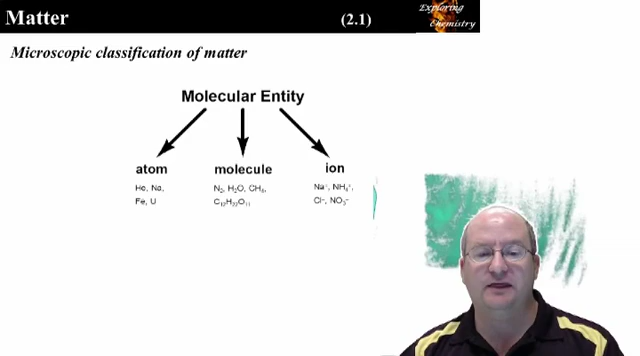 Matter (2.1)
Exploring
Chemistry
Microscopic classification of matter
Molecular Entity
atom molecule ion
He, Na, N₂, H₂O, CH₄, Na⁺, NH₄⁺,
Fe, U C₁₂H₂₂O₁₁ Cl⁻, NO₃⁻